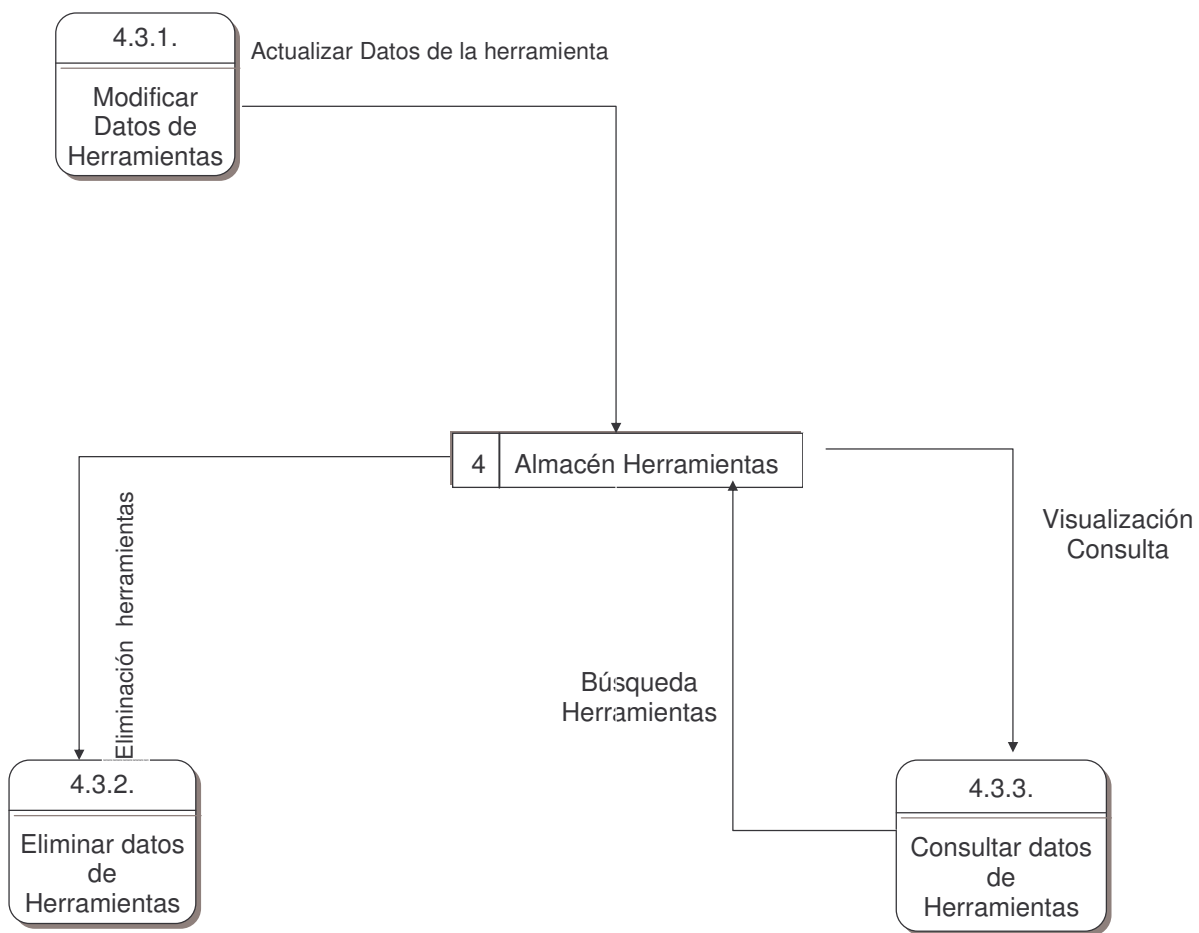 4.3.1.
Modificar
Datos de
Herramientas
Actualizar Datos de la herramienta
4 Almacén Herramientas
Eliminación herramientas
Visualización
Consulta
Búsqueda
Herramientas
4.3.2.
Eliminar datos
de
Herramientas
4.3.3.
Consultar datos
de
Herramientas